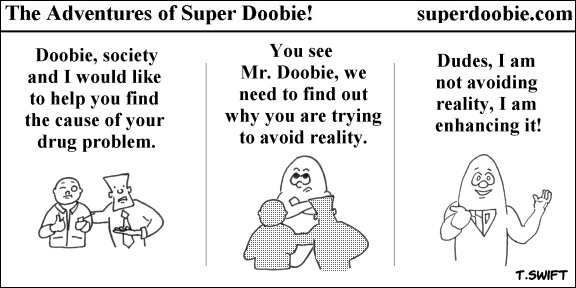 The Adventures of Super Doobie!
superdoobie.com
Doobie, society
and I would like
to help you find
the cause of your
drug problem.
You see
Mr. Doobie, we
need to find out
why you are trying
to avoid reality.
Dudes, I am
not avoiding
reality, I am
enhancing it!
T.SWIFT